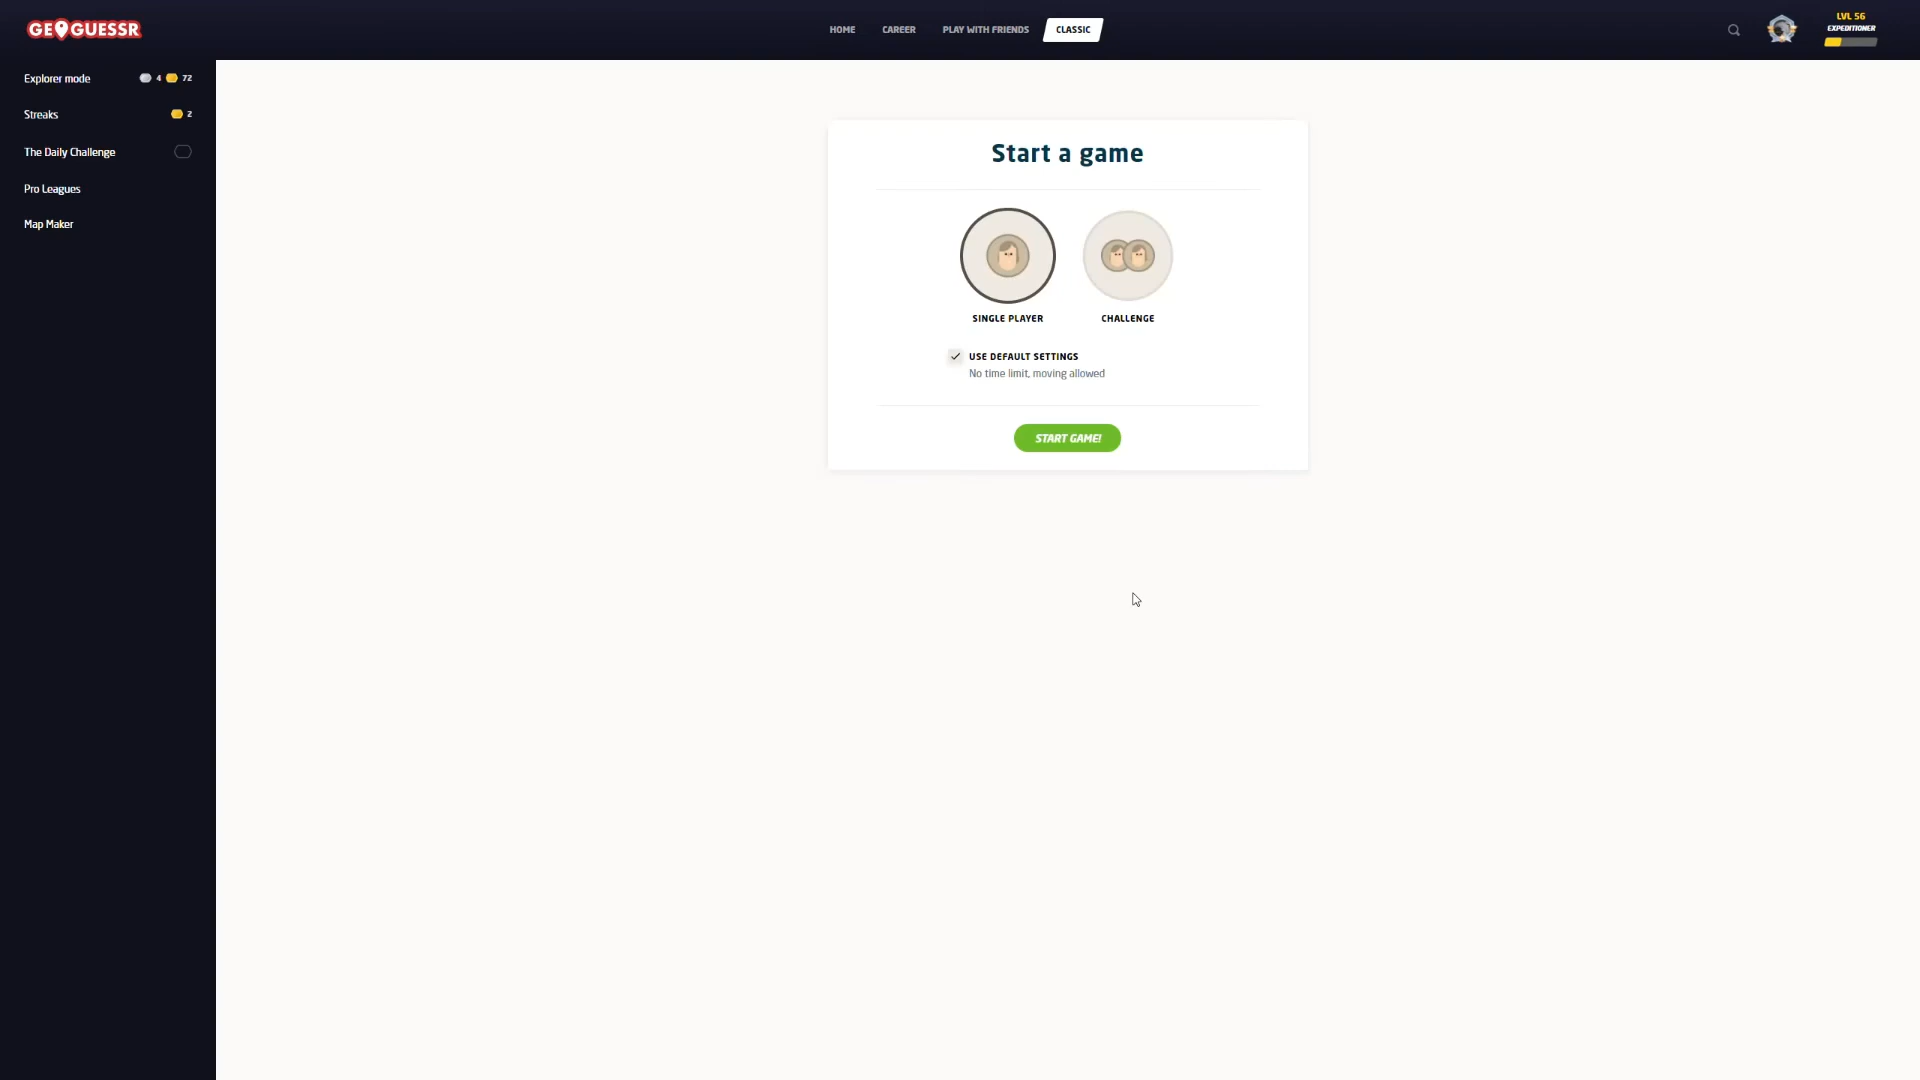 GEOGUESSR
HOME
CAREER
PLAY WITH FRIENDS
CLASSIC
LVL 56
EXPEDITIONER
Explorer mode 4 72
Streaks 2
The Daily Challenge
Pro Leagues
Map Maker
Start a game
SINGLE PLAYER
CHALLENGE
USE DEFAULT SETTINGS
No time limit, moving allowed
START GAME!